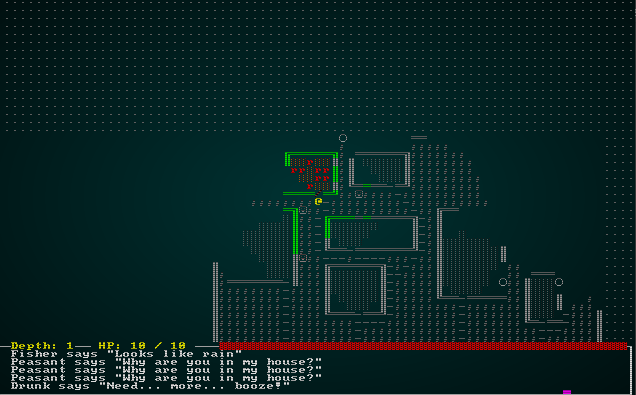 Depth: 1 HP: 10 / 10
Fisher says "Looks like rain"
Peasant says "Why are you in my house?"
Peasant says "Why are you in my house?"
Peasant says "Why are you in my house?"
Drunk says "Need... more... booze!"